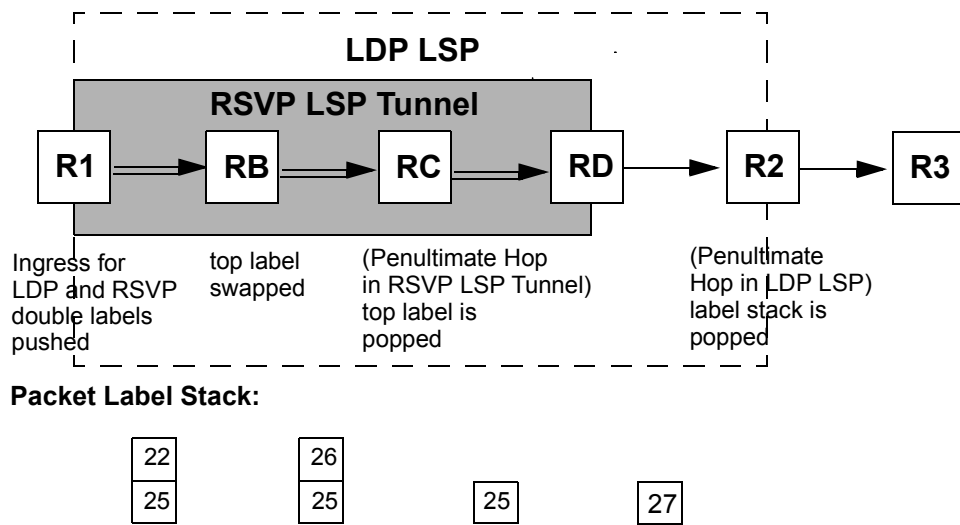 LDP LSP
RSVP LSP Tunnel
R1
RB
RC
RD
R2
R3
Ingress for
LDP and RSVP
double labels
pushed
top label
swapped
(Penultimate Hop
in RSVP LSP Tunnel)
top label is
popped
(Penultimate
Hop in LDP LSP)
label stack is
popped
Packet Label Stack:
22
25
26
25
25
27